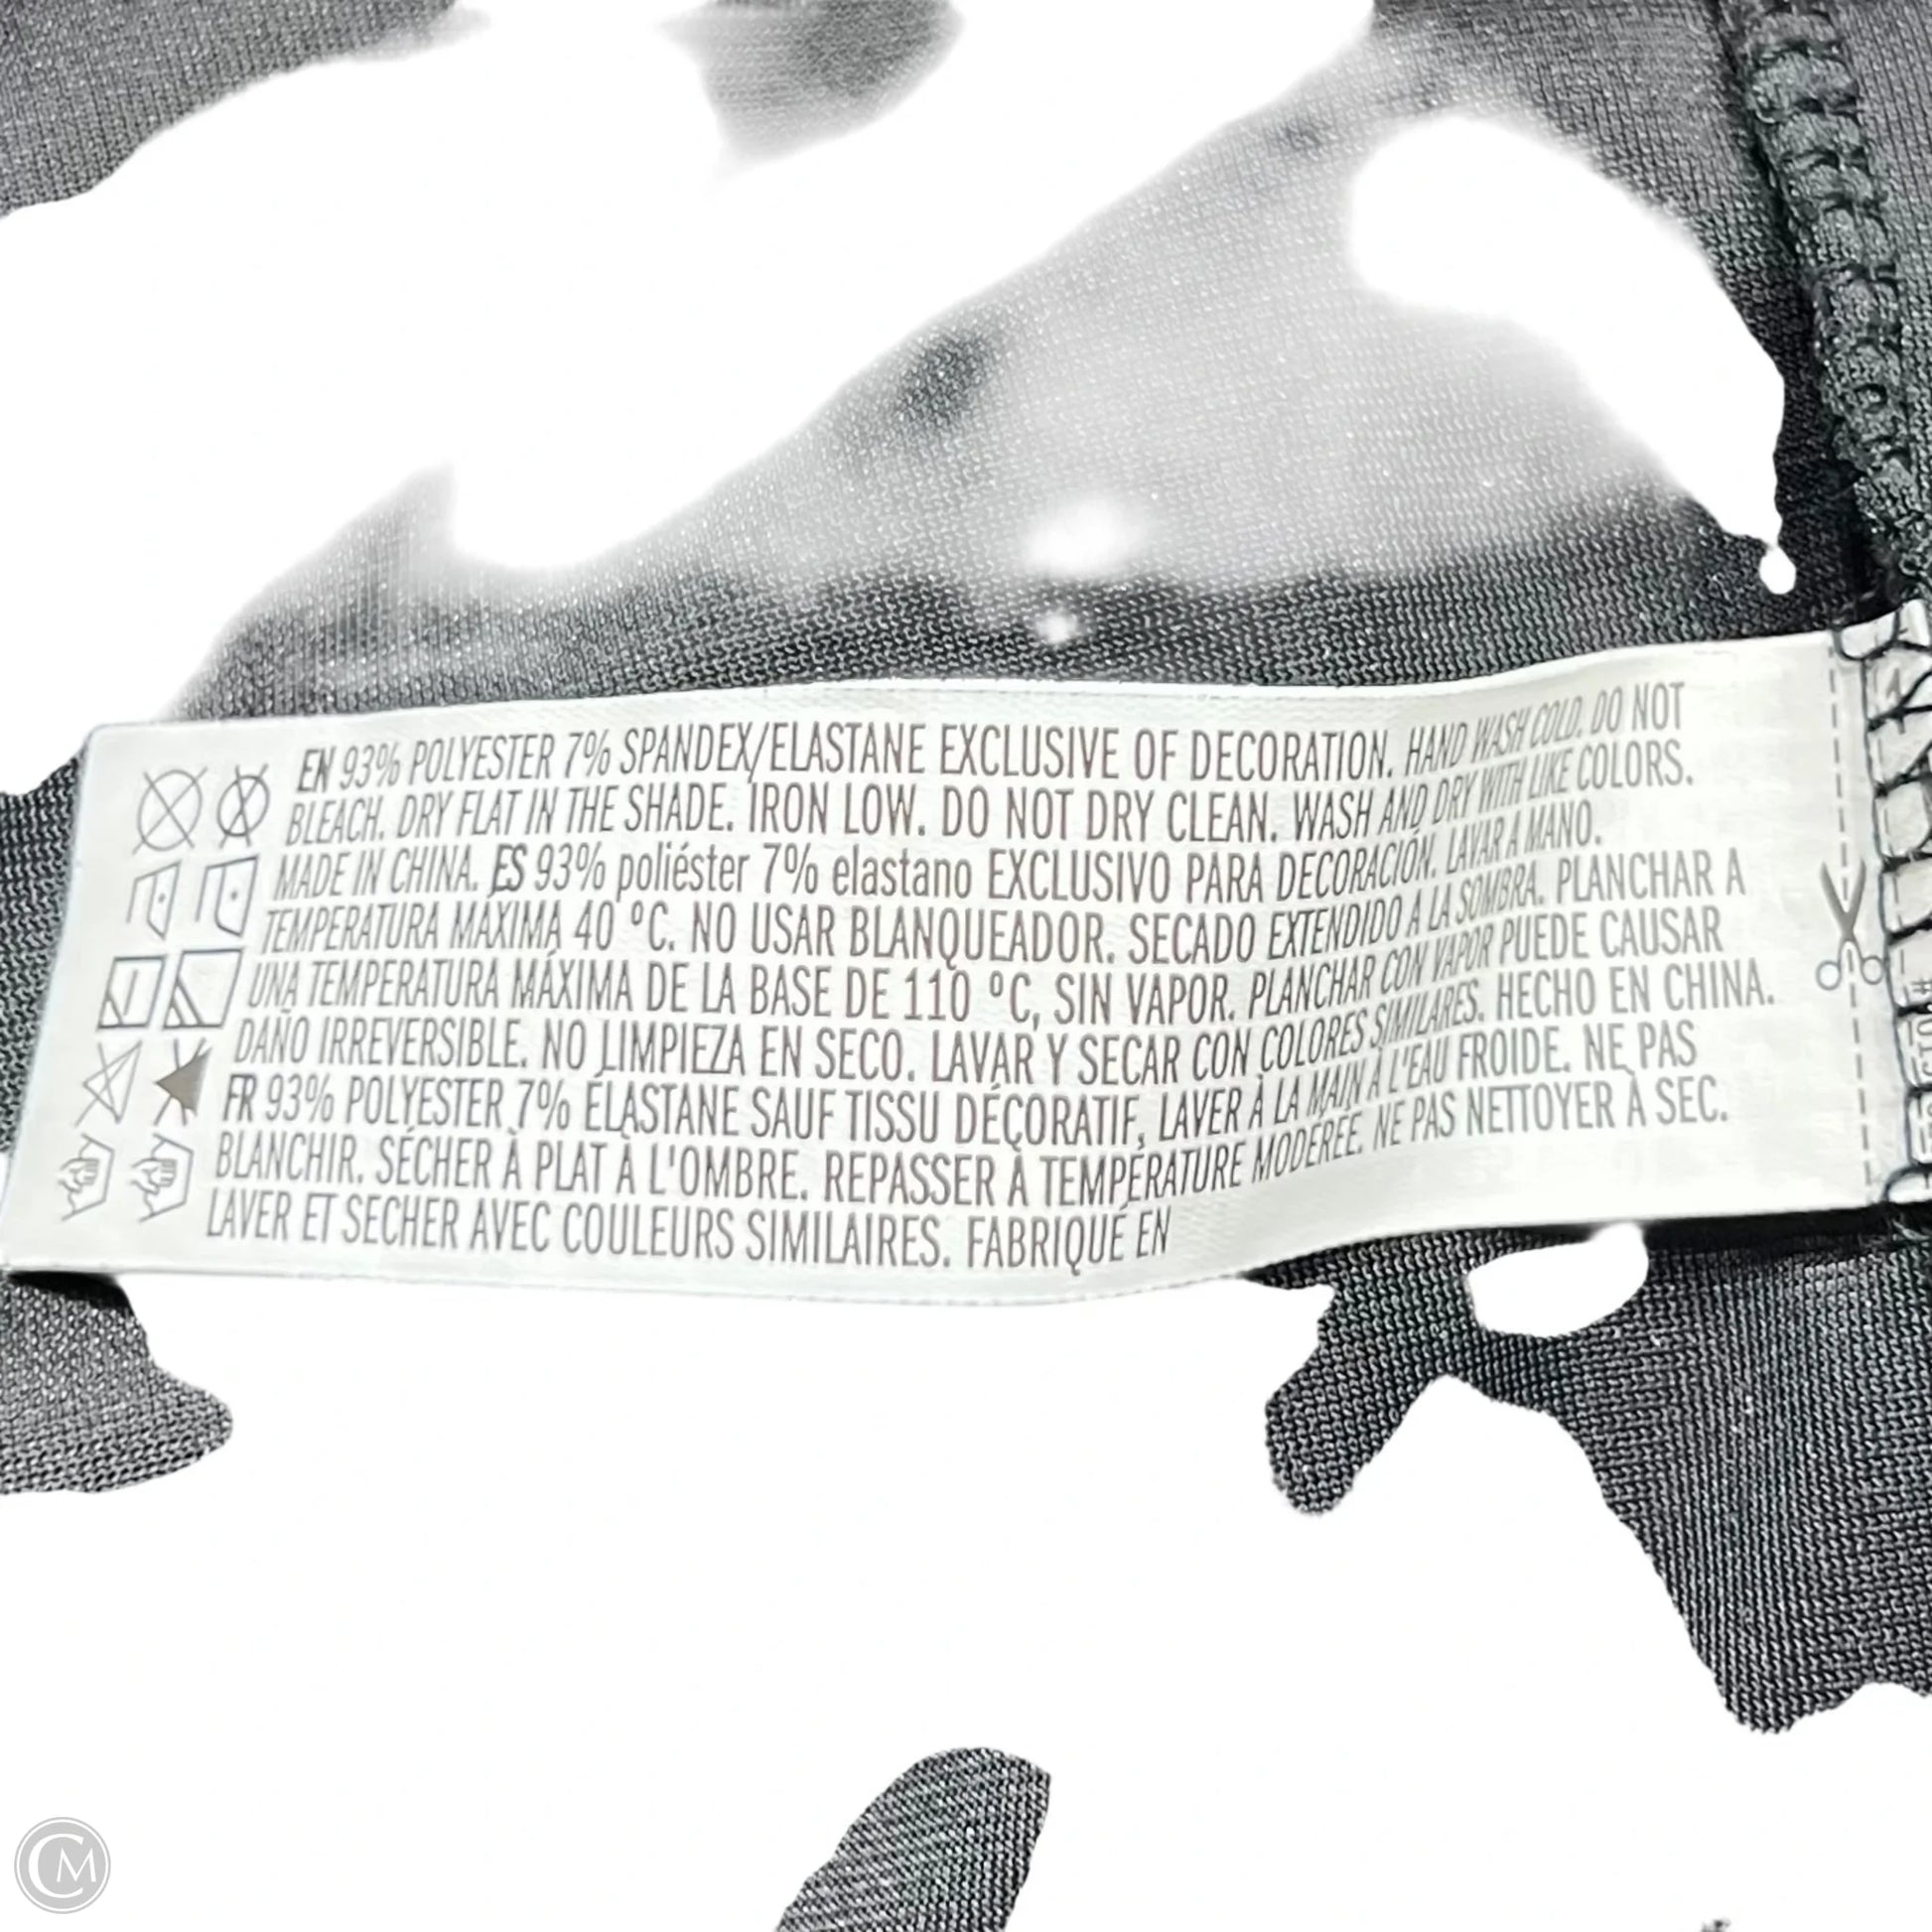 EN 93% POLYESTER 7% SPANDEX/ELASTANE EXCLUSIVE OF DECORATION. HAND WASH COLD. DO NOT
BLEACH. DRY FLAT IN THE SHADE. IRON LOW. DO NOT DRY CLEAN. WASH AND DRY WITH LIKE COLORS.
MADE IN CHINA. ES 93% poliéster 7% elastano EXCLUSIVO PARA DECORACIÓN. LAVAR A MANO.
TEMPERATURA MÁXIMA 40 °C. NO USAR BLANQUEADOR. SECADO EXTENDIDO A LA SOMBRA. PLANCHAR A
UNA TEMPERATURA MÁXIMA DE LA BASE DE 110 °C, SIN VAPOR. PLANCHAR CON VAPOR PUEDE CAUSAR
DAÑO IRREVERSIBLE. NO LIMPIEZA EN SECO. LAVAR Y SECAR CON COLORES SIMILARES. HECHO EN CHINA.
FR 93% POLYESTER 7% ÉLASTANE SAUF TISSU DÉCORATIF, LAVER À LA MAIN À L'EAU FROIDE. NE PAS
BLANCHIR. SÉCHER À PLAT À L'OMBRE. REPASSER À TEMPÉRATURE MODÉRÉE. NE PAS NETTOYER À SEC.
LAVER ET SECHER AVEC COULEURS SIMILAIRES. FABRIQUÉ EN
CM